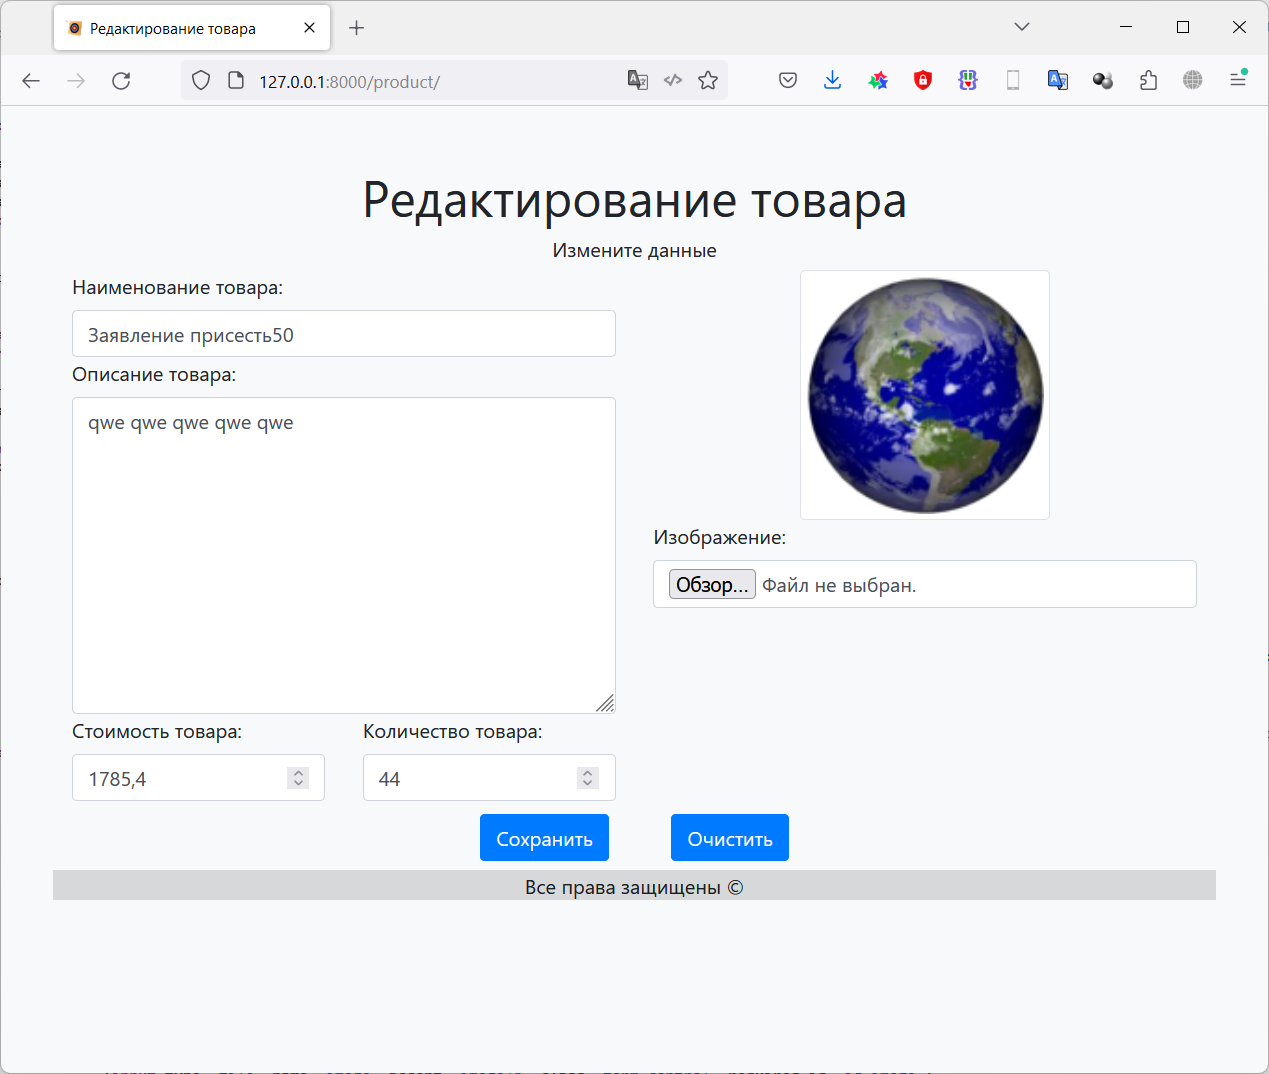 Редактирование товара
127.0.0.1:8000/product/
Редактирование товара
Измените данные
Наименование товара:
Заявление присесть50
Описание товара:
qwe qwe qwe qwe qwe
Изображение:
Обзор... Файл не выбран.
Стоимость товара: Количество товара:
1785,4 44
Сохранить Очистить
Все права защищены ©